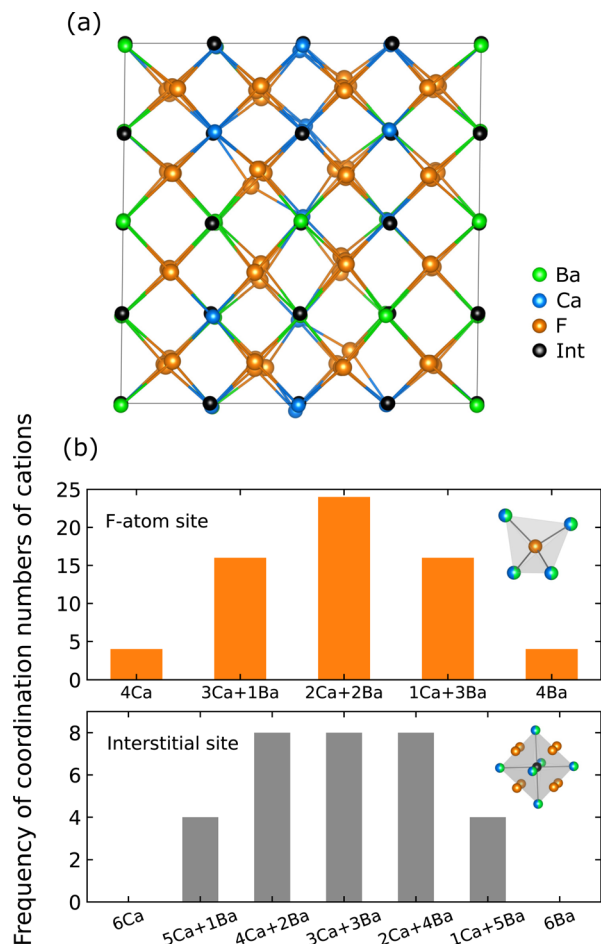 (a)
Ba
Ca
F
Int
(b)
Frequency of coordination numbers of cations
25
20
15
10
5
0
F-atom site
4Ca 3Ca+1Ba 2Ca+2Ba 1Ca+3Ba 4Ba
8
6
4
2
0
Interstitial site
6Ca 5Ca+1Ba 4Ca+2Ba 3Ca+3Ba 2Ca+4Ba 1Ca+5Ba 6Ba